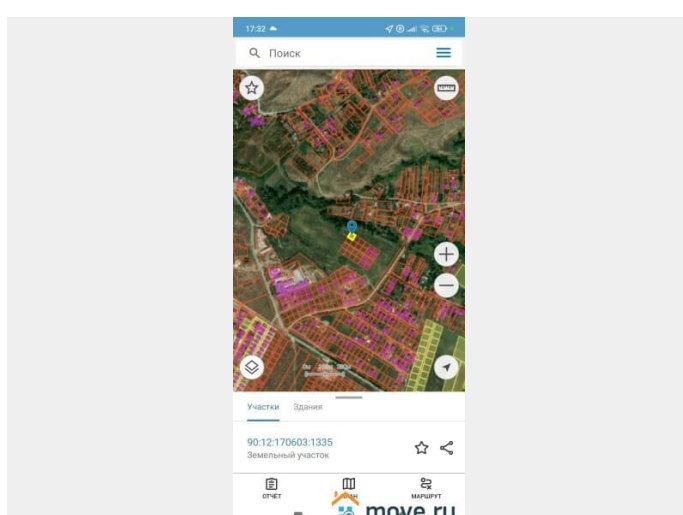 17:32
Поиск
Участки Здания
90:12:170603:1335
Земельный участок
ОТЧЁТ
МАРШРУТ
move.ru